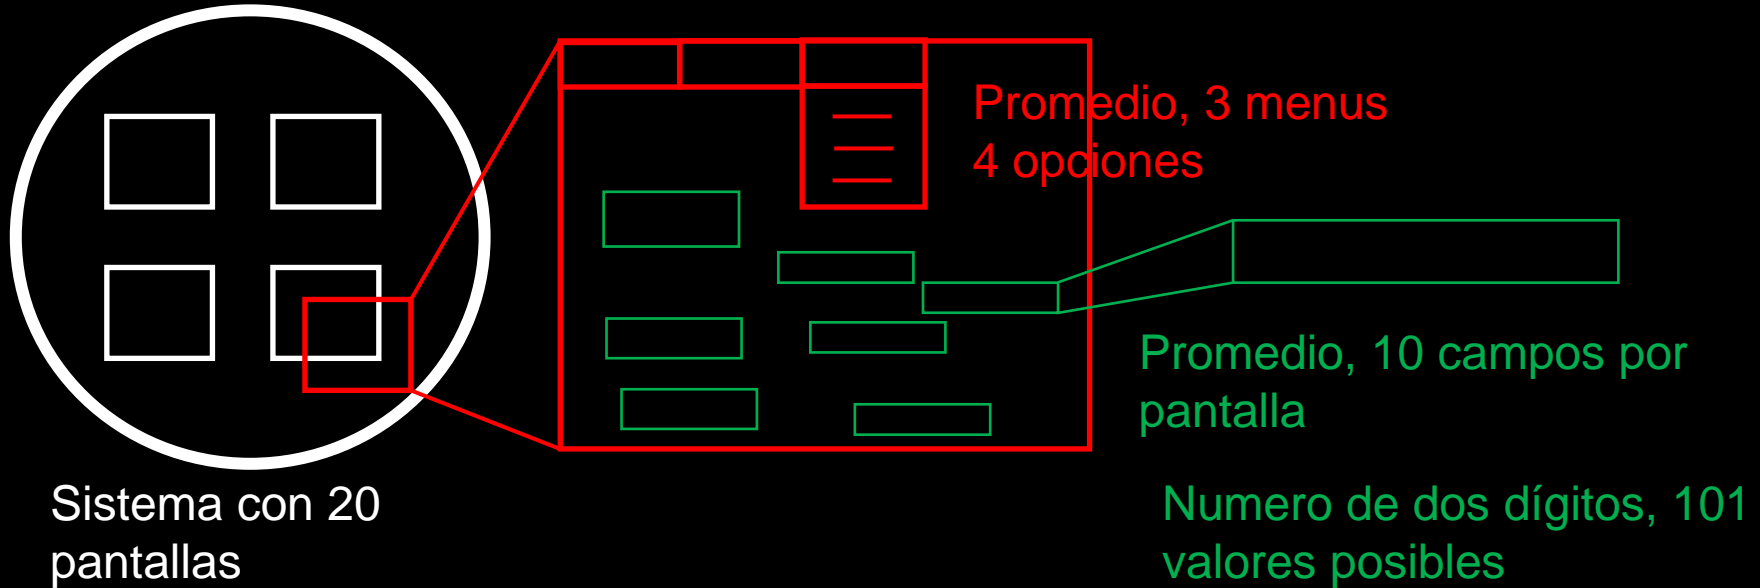 Promedio, 3 menus
4 opciones
Promedio, 10 campos por
pantalla
Sistema con 20
pantallas
Numero de dos dígitos, 101
valores posibles